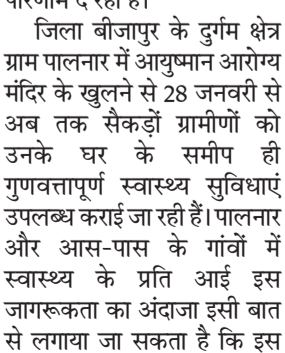 परिणाम दे रहा है।
जिला बीजापुर के दुर्गम क्षेत्र
ग्राम पालनार में आयुष्मान आरोग्य
मंदिर के खुलने से 28 जनवरी से
अब तक सैकड़ों ग्रामीणों को
उनके घर के समीप ही
गुणवत्तापूर्ण स्वास्थ्य सुविधाएं
उपलब्ध कराई जा रही हैं। पालनार
और आस-पास के गांवों में
स्वास्थ्य के प्रति आई इस
जागरूकता का अंदाजा इसी बात
से लगाया जा सकता है कि इस